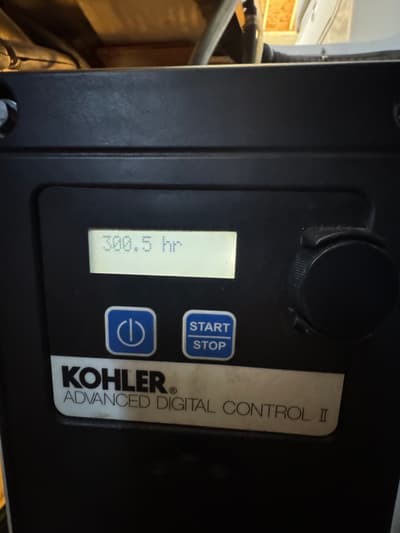 300.5 hr
START
STOP
KOHLER®
ADVANCED DIGITAL CONTROL II